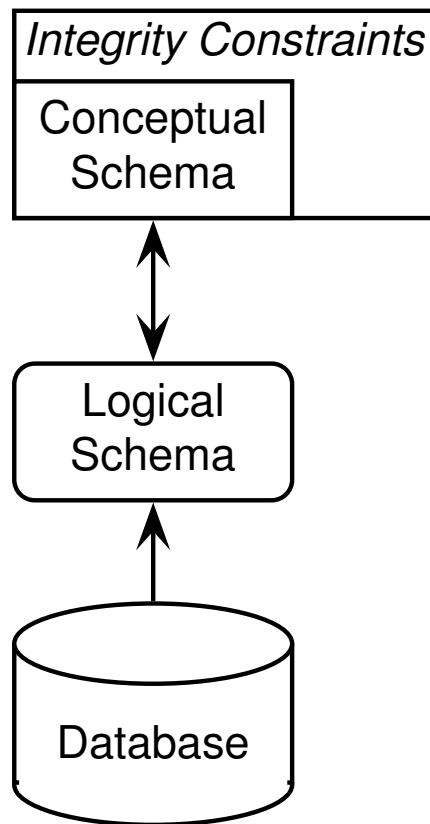 Integrity Constraints
Conceptual
Schema
Logical
Schema
Database